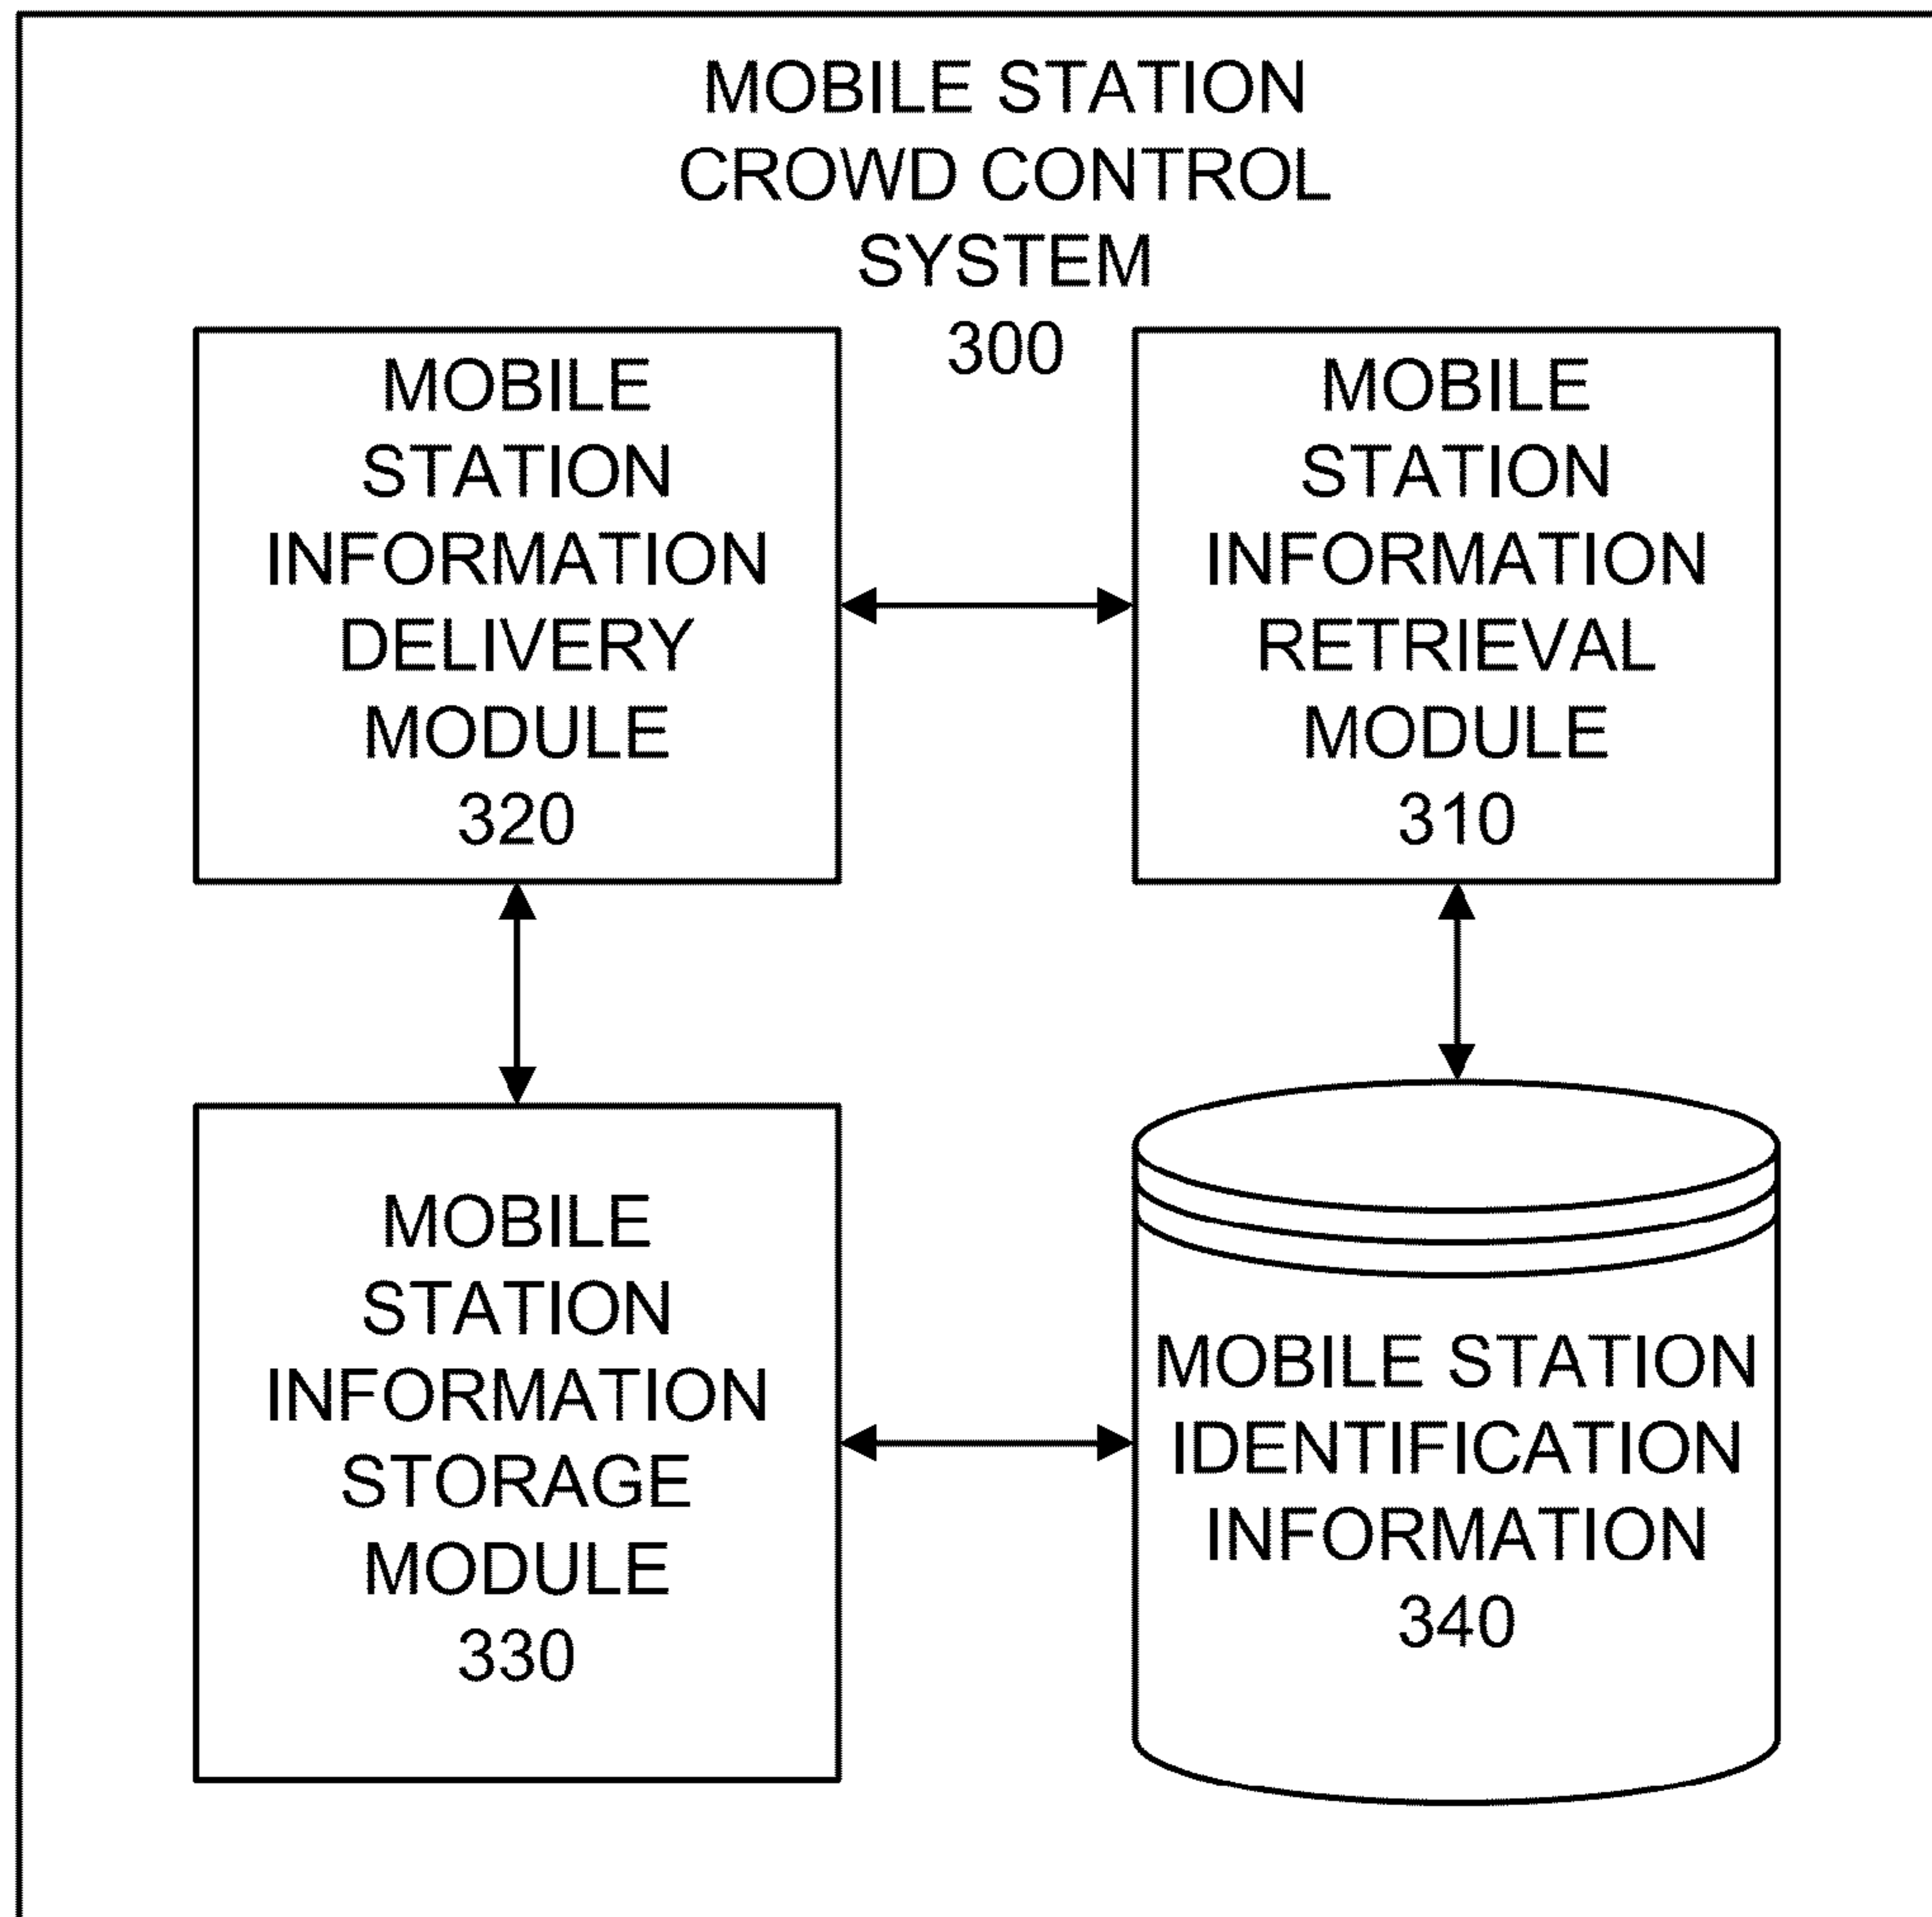 MOBILE STATION
CROWD CONTROL
SYSTEM
300
MOBILE
STATION
INFORMATION
DELIVERY
MODULE
320
MOBILE
STATION
INFORMATION
RETRIEVAL
MODULE
310
MOBILE
STATION
INFORMATION
STORAGE
MODULE
330
MOBILE STATION
IDENTIFICATION
INFORMATION
340